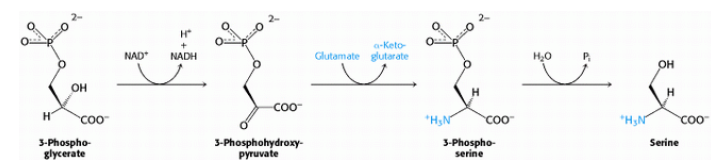 2–
O O
O P
O
OH
H COO⁻
3-Phospho-
glycerate
NAD⁺
H⁺
+
NADH
2–
O O
O P
O
COO⁻
O
3-Phosphohydroxy-
pyruvate
Glutamate
α-Keto-
glutarate
2–
O O
O P
O
H
⁺H₃N COO⁻
3-Phospho-
serine
H₂O
Pᵢ
OH
H
⁺H₃N COO⁻
Serine